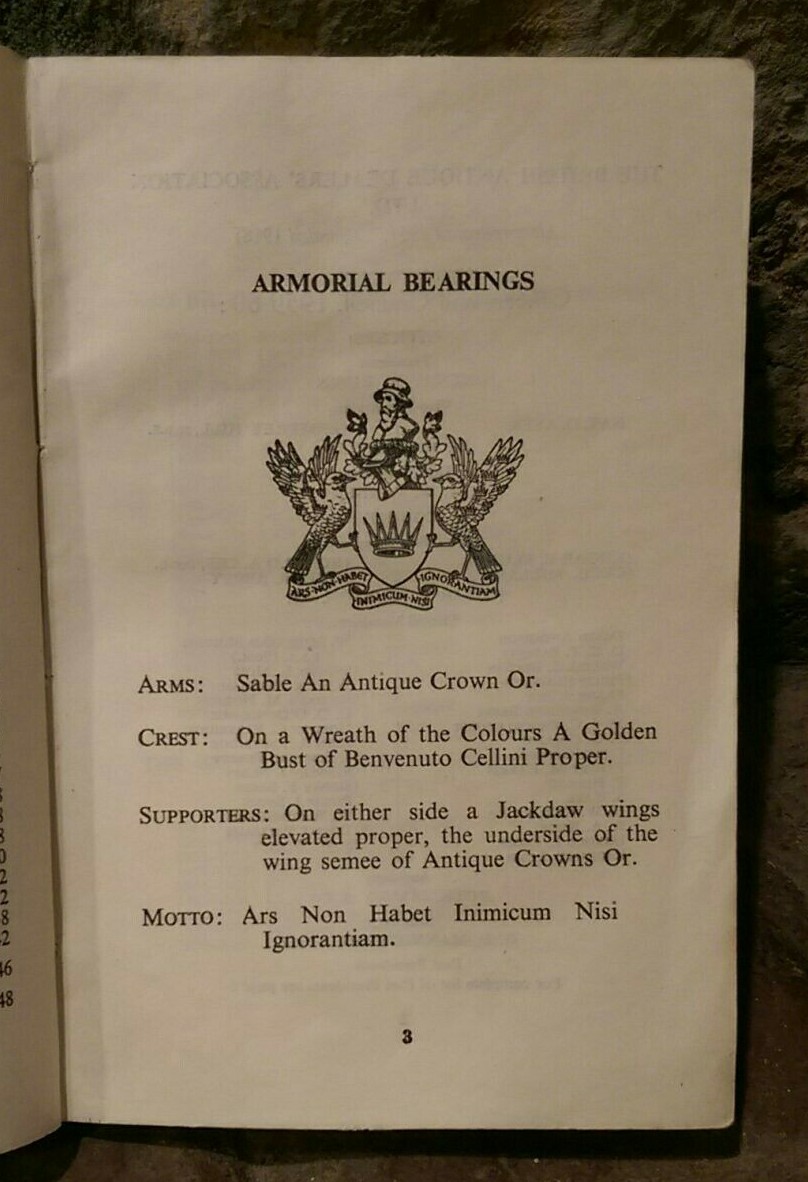 ARMORIAL BEARINGS
ARS·NON·HABET
INIMICUM·NISI
IGNORANTIAM
ARMS: Sable An Antique Crown Or.
CREST: On a Wreath of the Colours A Golden
Bust of Benvenuto Cellini Proper.
SUPPORTERS: On either side a Jackdaw wings
elevated proper, the underside of the
wing semee of Antique Crowns Or.
MOTTO: Ars Non Habet Inimicum Nisi
Ignorantiam.
3
46
48